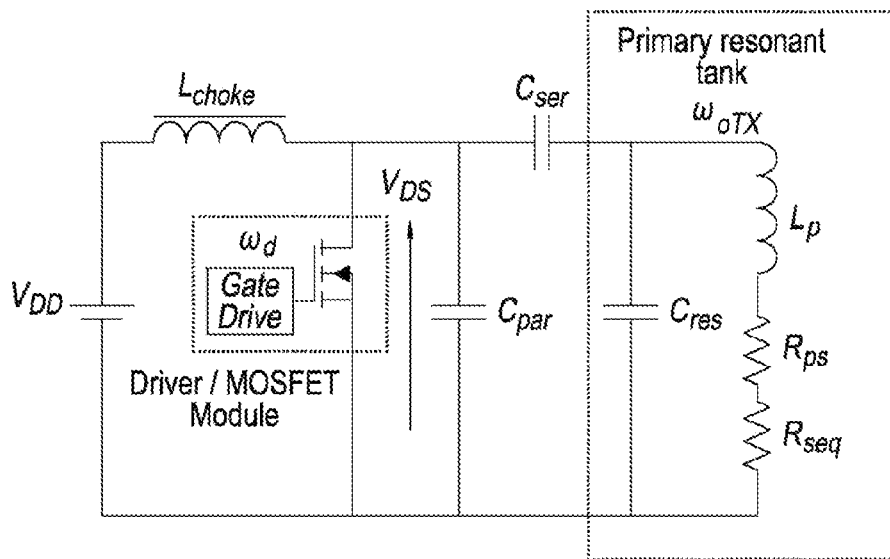 Primary resonant
tank
ω_oTX
L_choke
C_ser
V_DS
L_p
ω_d
Gate
Drive
V_DD
C_par
C_res
R_ps
Driver / MOSFET
Module
R_seq